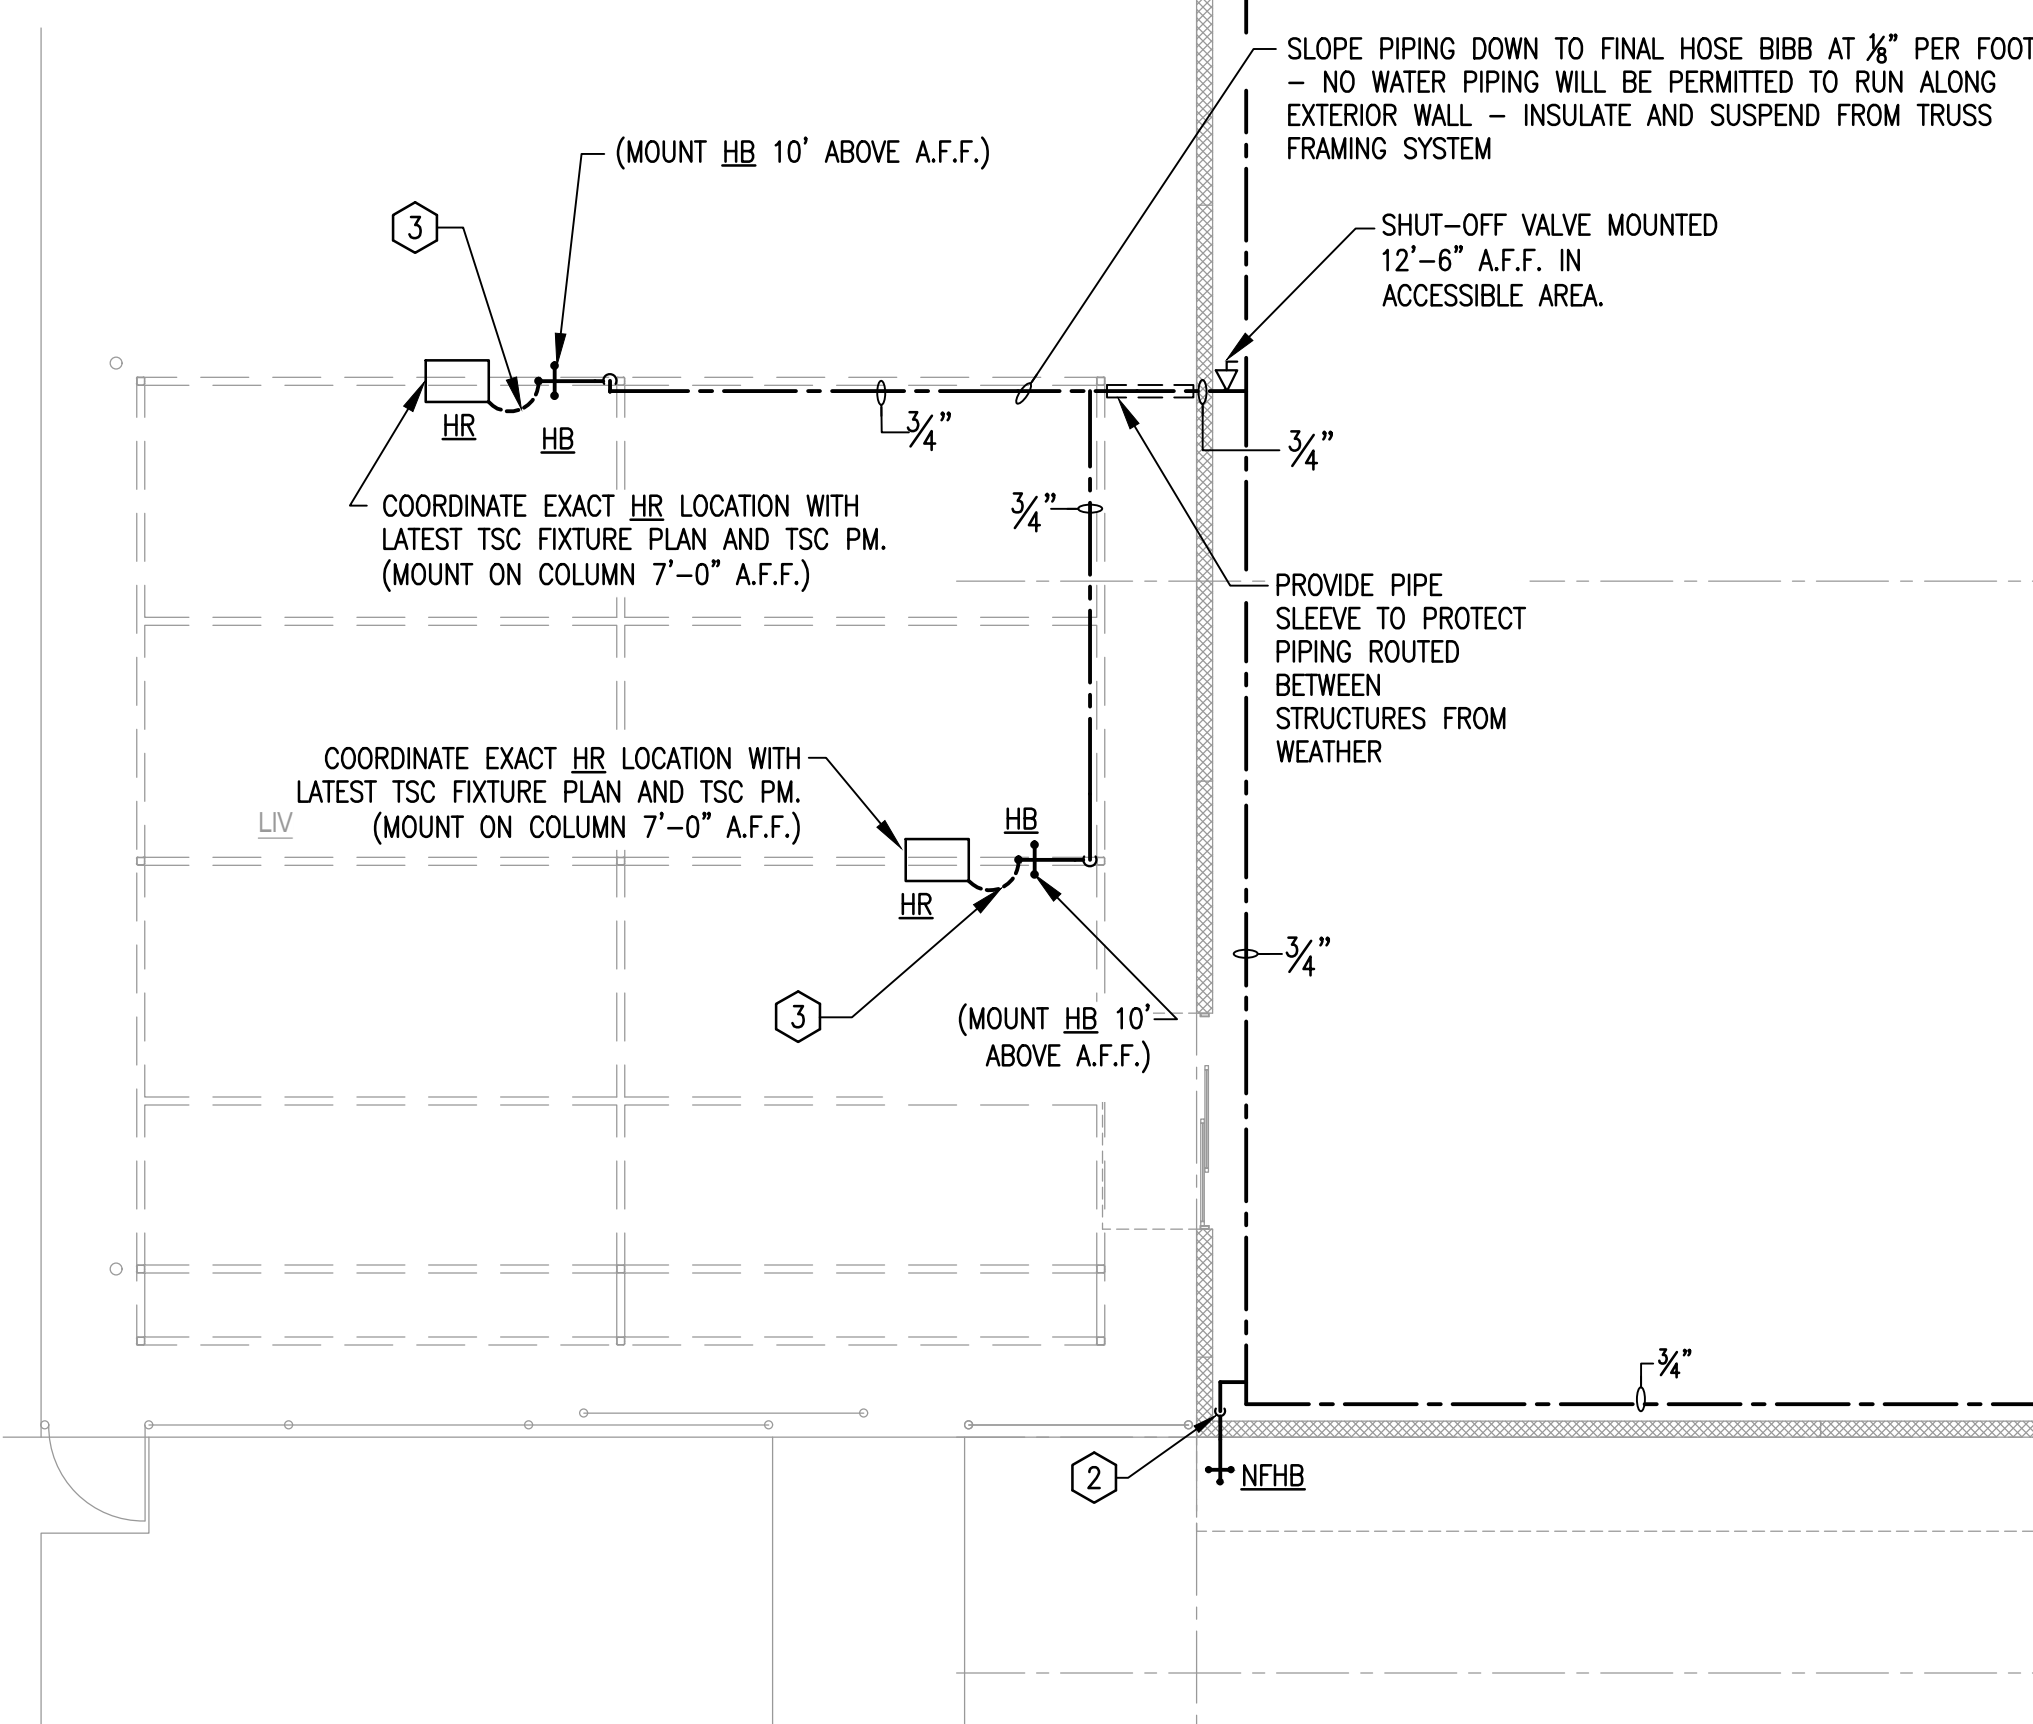 SLOPE PIPING DOWN TO FINAL HOSE BIBB AT ⅛” PER FOOT
– NO WATER PIPING WILL BE PERMITTED TO RUN ALONG
EXTERIOR WALL – INSULATE AND SUSPEND FROM TRUSS
FRAMING SYSTEM
(MOUNT HB 10’ ABOVE A.F.F.)
3
SHUT–OFF VALVE MOUNTED
12’–6” A.F.F. IN
ACCESSIBLE AREA.
HR
HB
¾”
¾”
COORDINATE EXACT HR LOCATION WITH
LATEST TSC FIXTURE PLAN AND TSC PM.
(MOUNT ON COLUMN 7’–0” A.F.F.)
¾”
PROVIDE PIPE
SLEEVE TO PROTECT
PIPING ROUTED
BETWEEN
STRUCTURES FROM
WEATHER
COORDINATE EXACT HR LOCATION WITH
LATEST TSC FIXTURE PLAN AND TSC PM.
(MOUNT ON COLUMN 7’–0” A.F.F.)
LIV
HB
HR
¾”
3
(MOUNT HB 10’
ABOVE A.F.F.)
¾”
2
NFHB